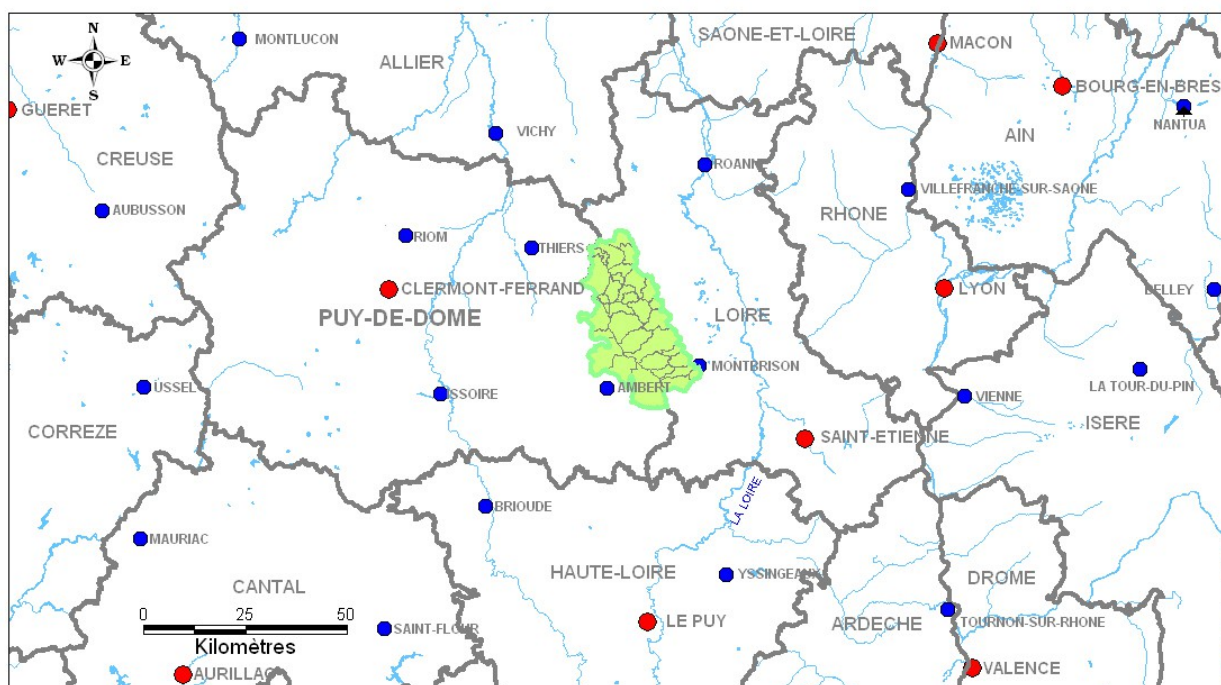 N
W E
S
MONTLUCON
ALLIER
SAONE-ET-LOIRE
MACON
BOURG-EN-BRES
GUERET
NANTUA
VICHY
AIN
CREUSE
ROANN
AUBUSSON
VILLEFRANCHE-SUR-SAONE
RHONE
RIOM
THIERS
CLERMONT-FERRAND
LYON
BELLEY
PUY-DE-DOME
LOIRE
MONTBRISON
LA TOUR-DU-PIN
USSEL
ISSOIRE
AMBERT
VIENNE
ISERE
CORREZE
SAINT-ETIENNE
LA LOIRE
BRIOUDE
MAURIAC
CANTAL
HAUTE-LOIRE
YSSINGEAUX
DROME
0 25 50
Kilomètres
SAINT-FLOUR
LE PUY
ARDECHE
TOURNON-SUR-RHONE
AURILLAC
VALENCE